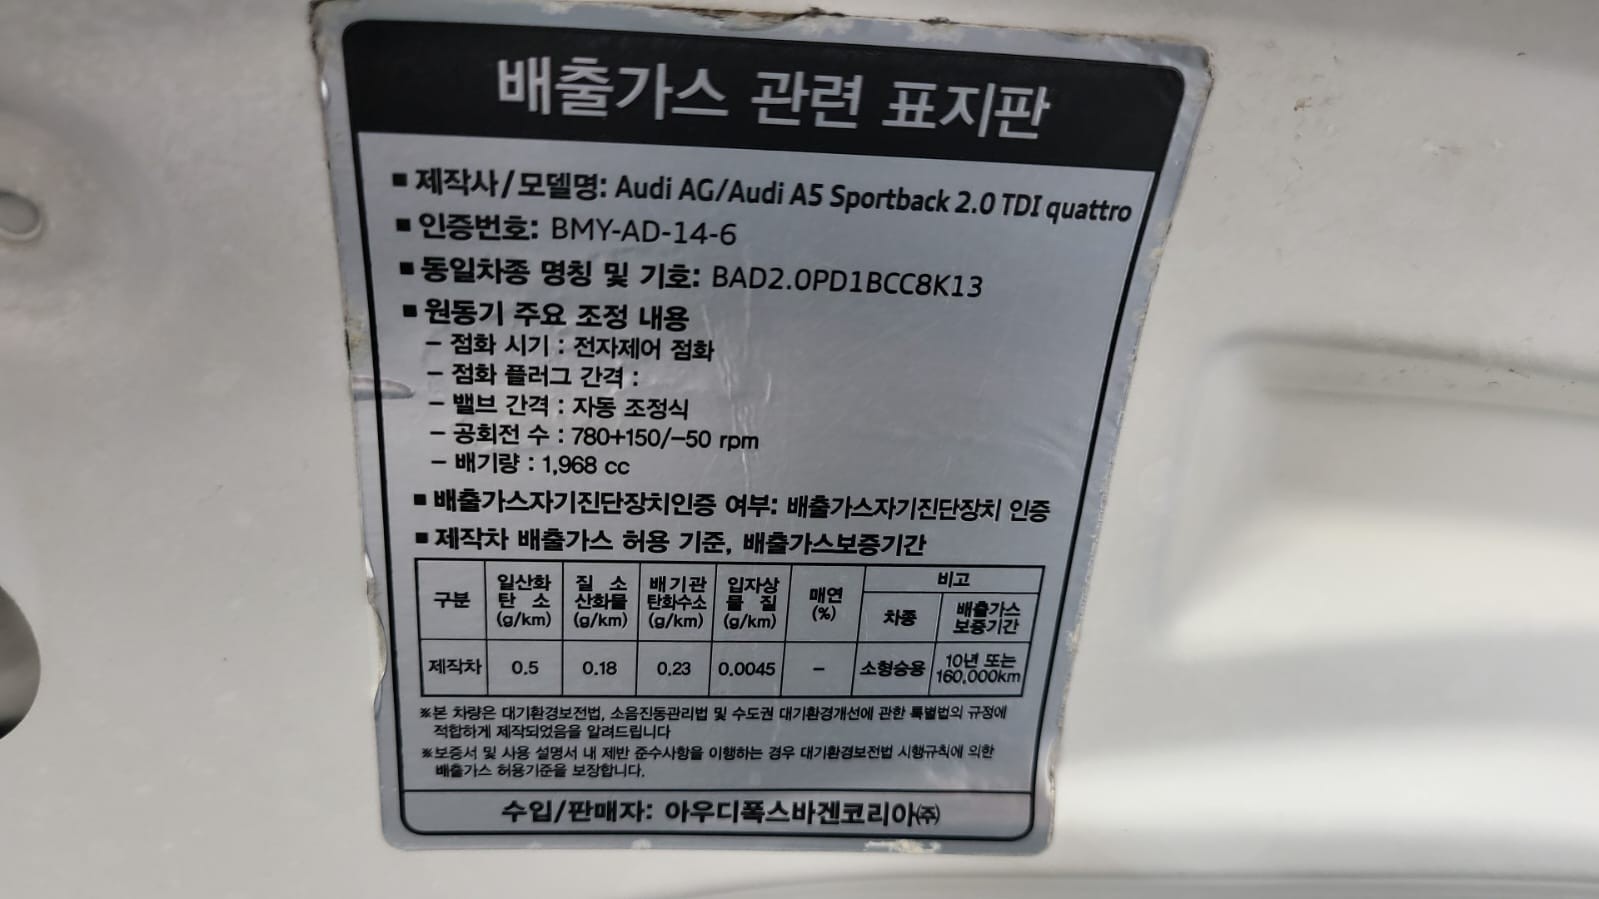 배출가스 관련 표지판
■ 제작사/모델명: Audi AG/Audi A5 Sportback 2.0 TDI quattro
■ 인증번호: BMY-AD-14-6
■ 동일차종 명칭 및 기호: BAD2.0PD1BCC8K13
■ 원동기 주요 조정 내용
– 점화 시기 : 전자제어 점화
– 점화 플러그 간격 :
– 밸브 간격 : 자동 조정식
– 공회전 수 : 780+150/–50 rpm
– 배기량 : 1,968 cc
■ 배출가스자기진단장치인증 여부: 배출가스자기진단장치 인증
■ 제작차 배출가스 허용 기준, 배출가스보증기간
구분 일산화탄소 (g/km) 질소산화물 (g/km) 배기관탄화수소 (g/km) 입자상물질 (g/km) 매연 (%) 비고
차종 배출가스 보증기간
제작차 0.5 0.18 0.23 0.0045 – 소형승용 10년 또는 160,000km
※본 차량은 대기환경보전법, 소음진동관리법 및 수도권 대기환경개선에 관한 특별법의 규정에
적합하게 제작되었음을 알려드립니다
※보증서 및 사용 설명서 내 제반 준수사항을 이행하는 경우 대기환경보전법 시행규칙에 의한
배출가스 허용기준을 보장합니다.
수입/판매자: 아우디폭스바겐코리아㈜